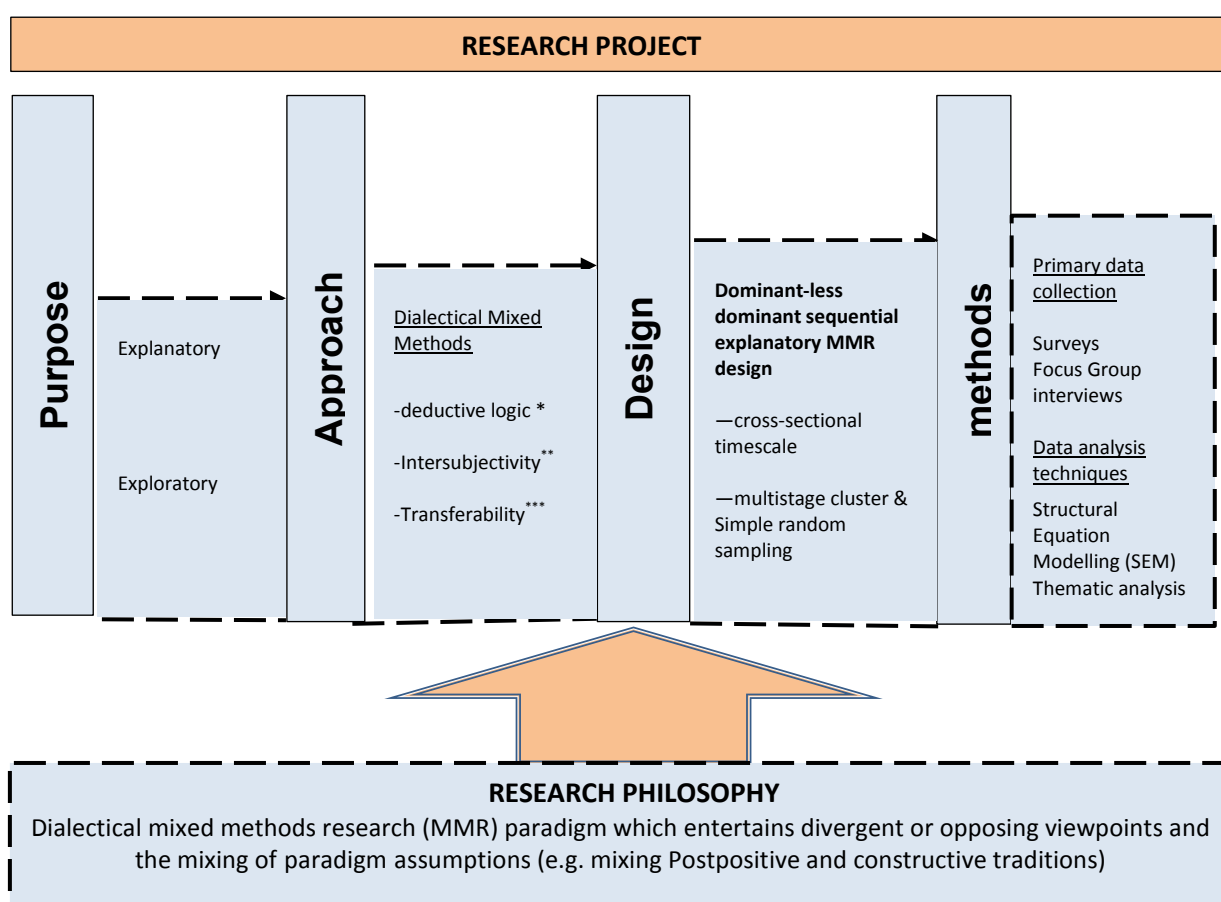 RESEARCH PROJECT
Purpose
Explanatory
Exploratory
Approach
Dialectical Mixed
Methods
-deductive logic *
-Intersubjectivity**
-Transferability***
Design
Dominant-less
dominant sequential
explanatory MMR
design
—cross-sectional
timescale
—multistage cluster &
Simple random
sampling
methods
Primary data
collection
Surveys
Focus Group
interviews
Data analysis
techniques
Structural
Equation
Modelling (SEM)
Thematic analysis
RESEARCH PHILOSOPHY
Dialectical mixed methods research (MMR) paradigm which entertains divergent or opposing viewpoints and
the mixing of paradigm assumptions (e.g. mixing Postpositive and constructive traditions)